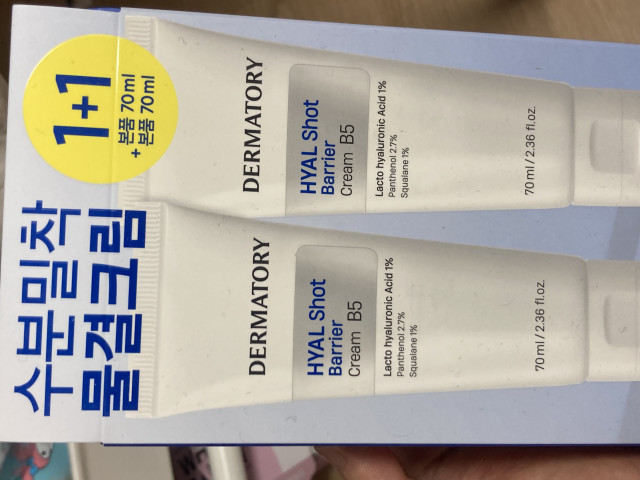 수분밀착
물결크림
1+1
본품 70ml
+ 본품 70ml
DERMATORY
HYAL Shot
Barrier
Cream B5
Lacto hyaluronic Acid 1%
Panthenol 2.7%
Squalane 1%
70 ml / 2.36 fl.oz.
DERMATORY
HYAL Shot
Barrier
Cream B5
Lacto hyaluronic Acid 1%
Panthenol 2.7%
Squalane 1%
70 ml / 2.36 fl.oz.